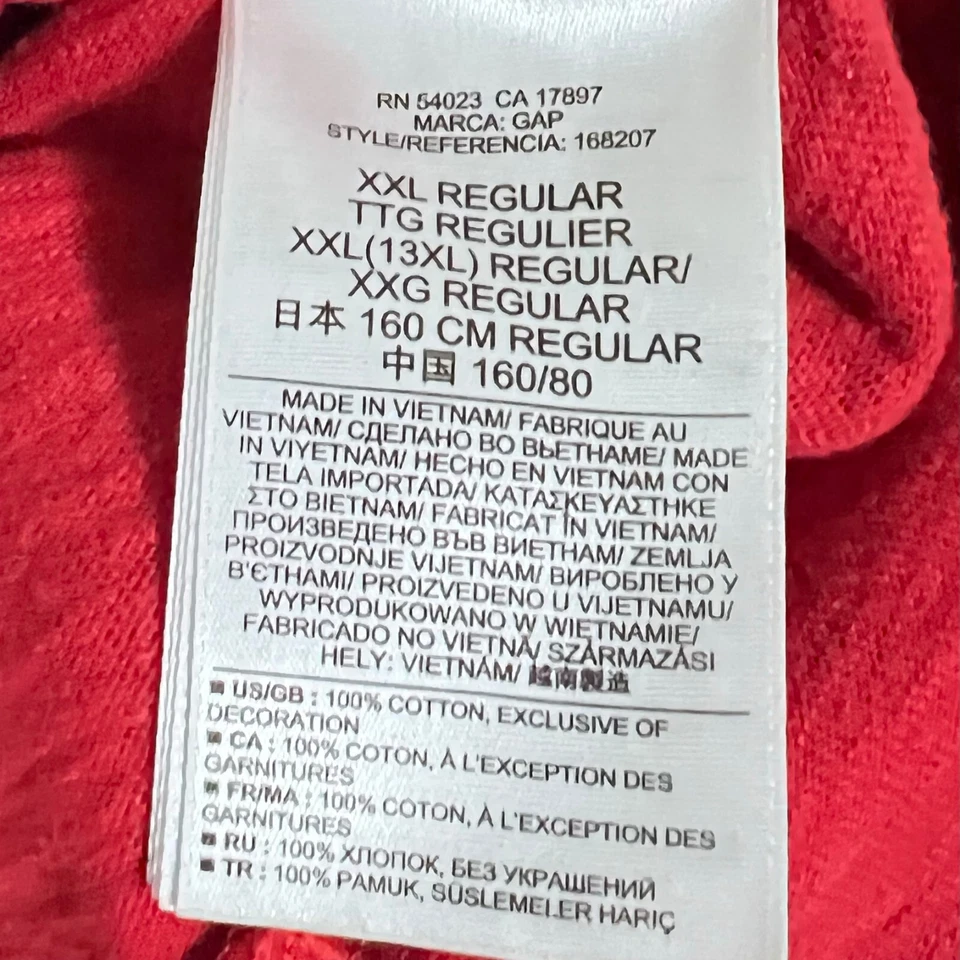 RN 54023 CA 17897
MARCA: GAP
STYLE/REFERENCIA: 168207
XXL REGULAR
TTG REGULIER
XXL(13XL) REGULAR/
XXG REGULAR
日本 160 CM REGULAR
中国 160/80
MADE IN VIETNAM/ FABRIQUE AU
VIETNAM/ СДЕЛАНО ВО ВЬЕТНАМЕ/ MADE
IN VIYETNAM/ HECHO EN VIETNAM CON
TELA IMPORTADA/ ΚΑΤΑΣΚΕΥΑΣΤΗΚΕ
ΣΤΟ ΒΙΕΤΝΑΜ/ FABRICAT ÎN VIETNAM/
ПРОИЗВЕДЕНО ВЪВ ВИЕТНАМ/ ZEMLJA
PROIZVODNJE VIJETNAM/ ВИРОБЛЕНО У
В'ЄТНАМІ/ PROIZVEDENO U VIJETNAMU/
WYPRODUKOWANO W WIETNAMIE/
FABRICADO NO VIETNÃ/ SZÁRMAZÁSI
HELY: VIETNÁM/ 越南製造
US/GB : 100% COTTON, EXCLUSIVE OF
DECORATION
CA : 100% COTON, À L'EXCEPTION DES
GARNITURES
FR/MA : 100% COTON, À L'EXCEPTION DES
GARNITURES
RU : 100% ХЛОПОК, БЕЗ УКРАШЕНИЙ
TR : 100% PAMUK, SÜSLEMELER HARIÇ